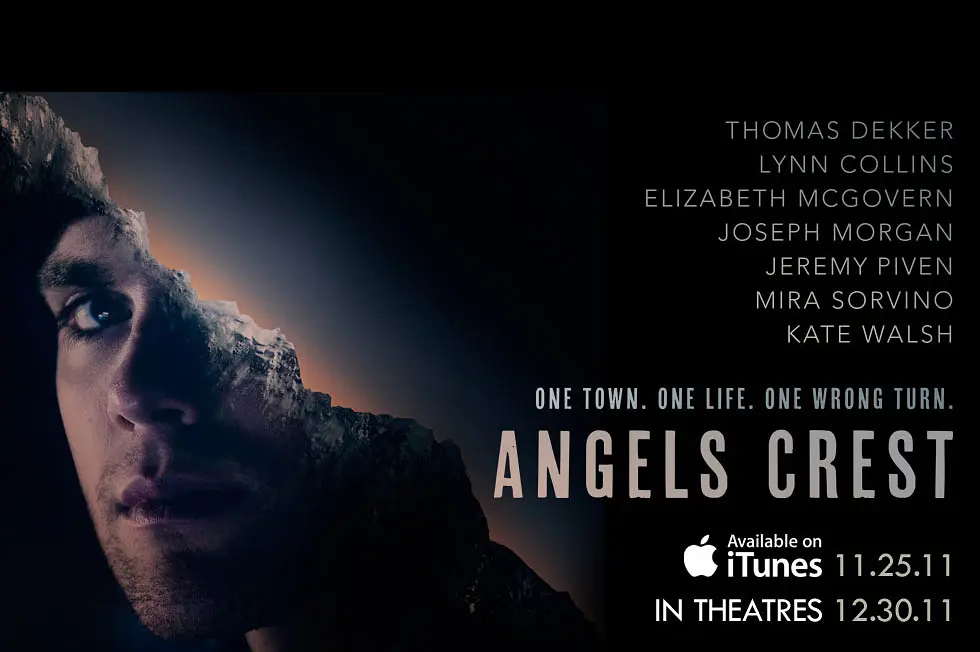 THOMAS DEKKER
LYNN COLLINS
ELIZABETH MCGOVERN
JOSEPH MORGAN
JEREMY PIVEN
MIRA SORVINO
KATE WALSH
ONE TOWN. ONE LIFE. ONE WRONG TURN.
ANGELS CREST
Available on
iTunes 11.25.11
IN THEATRES 12.30.11